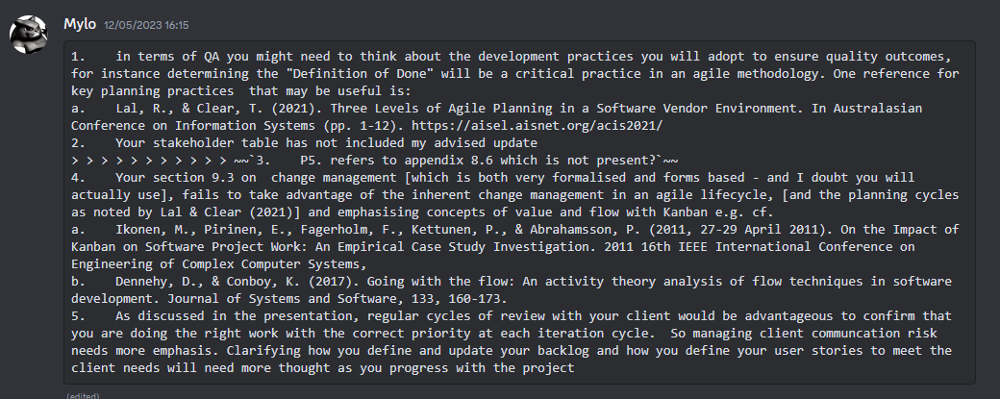 Mylo 12/05/2023 16:15
1.    in terms of QA you might need to think about the development practices you will adopt to ensure quality outcomes,
for instance determining the "Definition of Done" will be a critical practice in an agile methodology. One reference for
key planning practices  that may be useful is:
a.    Lal, R., & Clear, T. (2021). Three Levels of Agile Planning in a Software Vendor Environment. In Australasian
Conference on Information Systems (pp. 1-12). https://aisel.aisnet.org/acis2021/
2.    Your stakeholder table has not included my advised update
> > > > > > > > > > > ~~`3.    P5. refers to appendix 8.6 which is not present?`~~
4.    Your section 9.3 on  change management [which is both very formalised and forms based - and I doubt you will
actually use], fails to take advantage of the inherent change management in an agile lifecycle, [and the planning cycles
as noted by Lal & Clear (2021)] and emphasising concepts of value and flow with Kanban e.g. cf.
a.    Ikonen, M., Pirinen, E., Fagerholm, F., Kettunen, P., & Abrahamsson, P. (2011, 27-29 April 2011). On the Impact of
Kanban on Software Project Work: An Empirical Case Study Investigation. 2011 16th IEEE International Conference on
Engineering of Complex Computer Systems,
b.    Dennehy, D., & Conboy, K. (2017). Going with the flow: An activity theory analysis of flow techniques in software
development. Journal of Systems and Software, 133, 160-173.
5.    As discussed in the presentation, regular cycles of review with your client would be advantageous to confirm that
you are doing the right work with the correct priority at each iteration cycle.  So managing client communcation risk
needs more emphasis. Clarifying how you define and update your backlog and how you define your user stories to meet the
client needs will need more thought as you progress with the project
(edited)